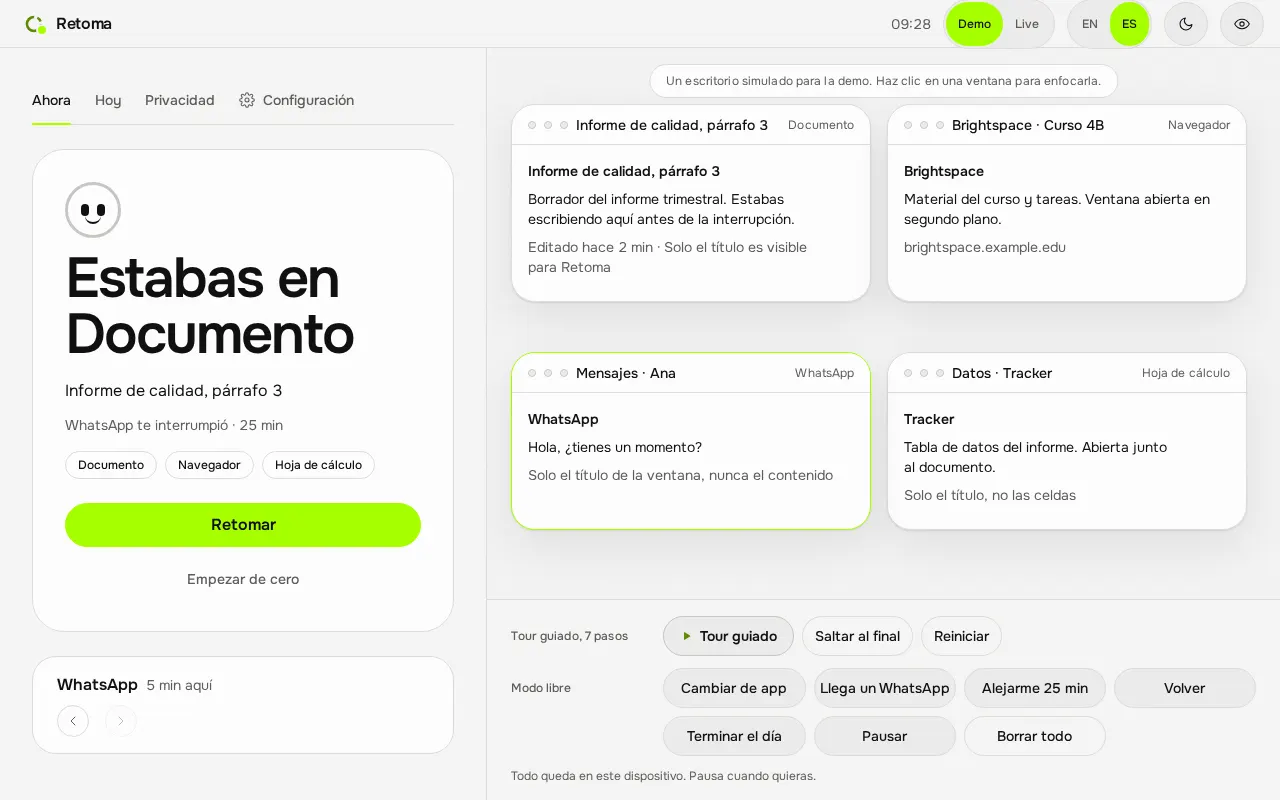 Retoma
09:28
Demo
Live
EN
ES
Ahora
Hoy
Privacidad
Configuración
Estabas en
Documento
Informe de calidad, párrafo 3
WhatsApp te interrumpió · 25 min
Documento
Navegador
Hoja de cálculo
Retomar
Empezar de cero
WhatsApp 5 min aquí
Un escritorio simulado para la demo. Haz clic en una ventana para enfocarla.
Informe de calidad, párrafo 3
Documento
Informe de calidad, párrafo 3
Borrador del informe trimestral. Estabas
escribiendo aquí antes de la interrupción.
Editado hace 2 min · Solo el título es visible
para Retoma
Brightspace · Curso 4B
Navegador
Brightspace
Material del curso y tareas. Ventana abierta en
segundo plano.
brightspace.example.edu
Mensajes · Ana
WhatsApp
WhatsApp
Hola, ¿tienes un momento?
Solo el título de la ventana, nunca el contenido
Datos · Tracker
Hoja de cálculo
Tracker
Tabla de datos del informe. Abierta junto
al documento.
Solo el título, no las celdas
Tour guiado, 7 pasos
Tour guiado
Saltar al final
Reiniciar
Modo libre
Cambiar de app
Llega un WhatsApp
Alejarme 25 min
Volver
Terminar el día
Pausar
Borrar todo
Todo queda en este dispositivo. Pausa cuando quieras.